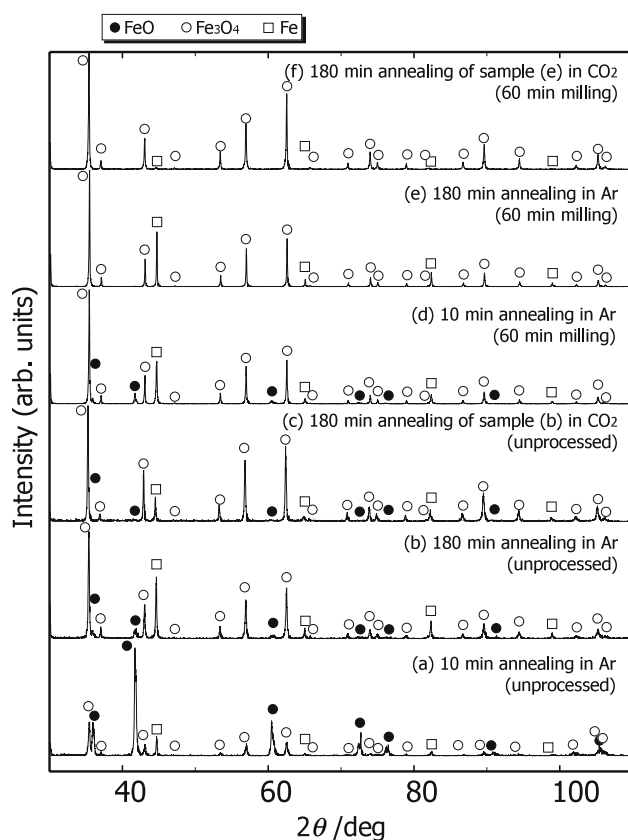 ● FeO ○ Fe₃O₄ □ Fe
(f) 180 min annealing of sample (e) in CO₂
(60 min milling)
(e) 180 min annealing in Ar
(60 min milling)
(d) 10 min annealing in Ar
(60 min milling)
(c) 180 min annealing of sample (b) in CO₂
(unprocessed)
(b) 180 min annealing in Ar
(unprocessed)
(a) 10 min annealing in Ar
(unprocessed)
Intensity (arb. units)
40 60 80 100
2θ /deg